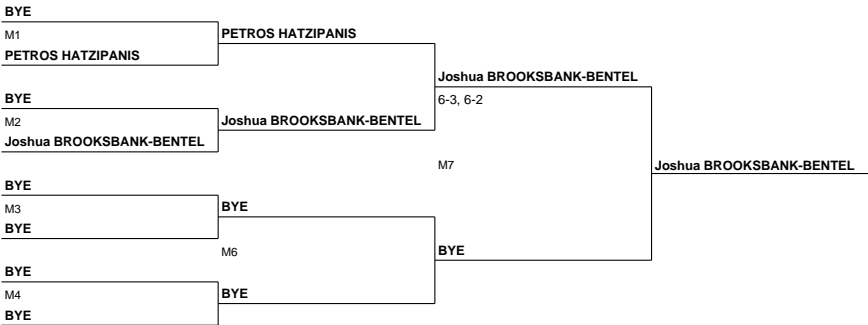 BYE
M1
PETROS HATZIPANIS
PETROS HATZIPANIS
BYE
M2
Joshua BROOKSBANK-BENTEL
Joshua BROOKSBANK-BENTEL
Joshua BROOKSBANK-BENTEL
6-3, 6-2
M7
Joshua BROOKSBANK-BENTEL
BYE
M3
BYE
BYE
M6
BYE
BYE
M4
BYE
BYE